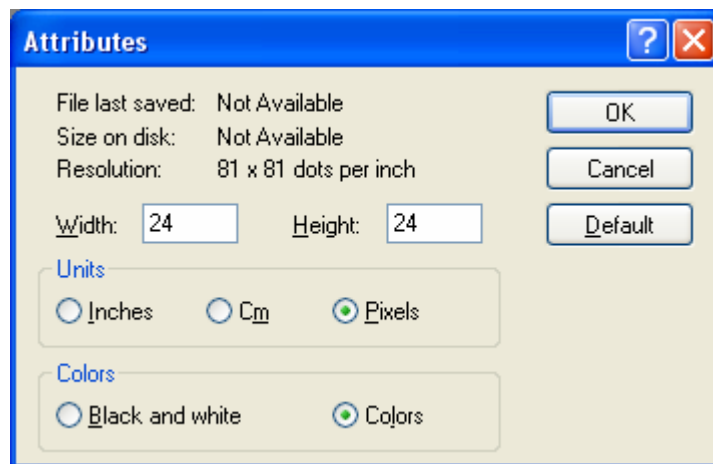 Attributes
File last saved: Not Available
Size on disk: Not Available
Resolution: 81 x 81 dots per inch
Width: 24 Height: 24
OK
Cancel
Default
Units
Inches Cm Pixels
Colors
Black and white Colors